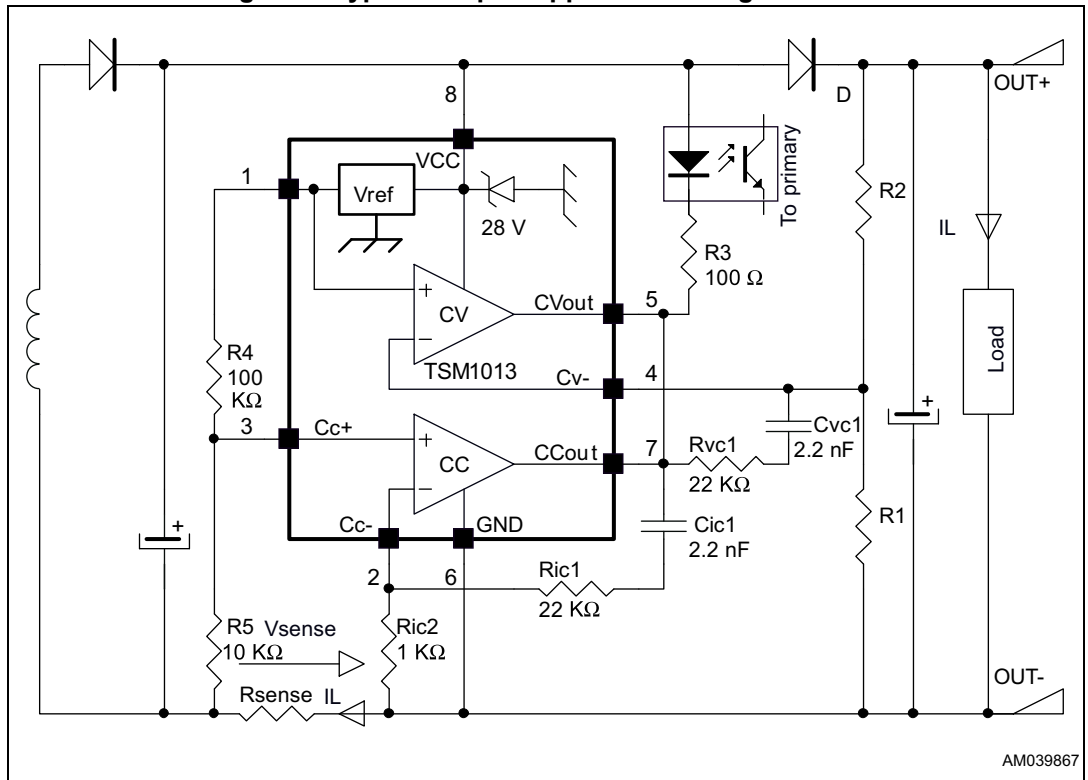 D
OUT+
8
VCC
To primary
1
Vref
28 V
R2
IL
R3
100 Ω
+
CV
−
CVout
5
TSM1013
R4
100
KΩ
Load
Cv-
4
3
Cc+
+
CC
−
CCout
7
Rvc1
22 KΩ
Cvc1
2.2 nF
+
R1
Cc-
GND
Cic1
2.2 nF
+
2
6
Ric1
22 KΩ
R5
10 KΩ
Vsense
Ric2
1 KΩ
Rsense
IL
OUT-
AM039867